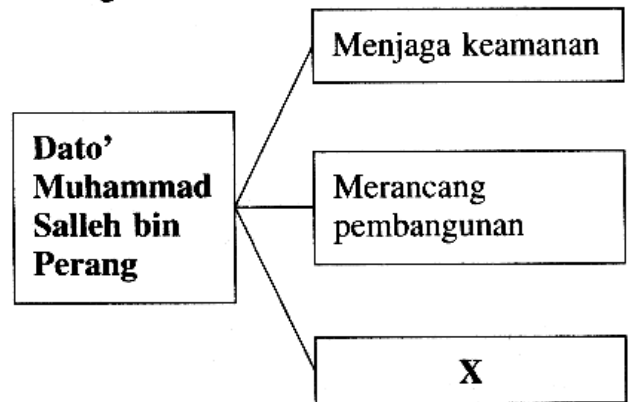 Menjaga keamanan
Dato’
Muhammad
Salleh bin
Perang
Merancang
pembangunan
X